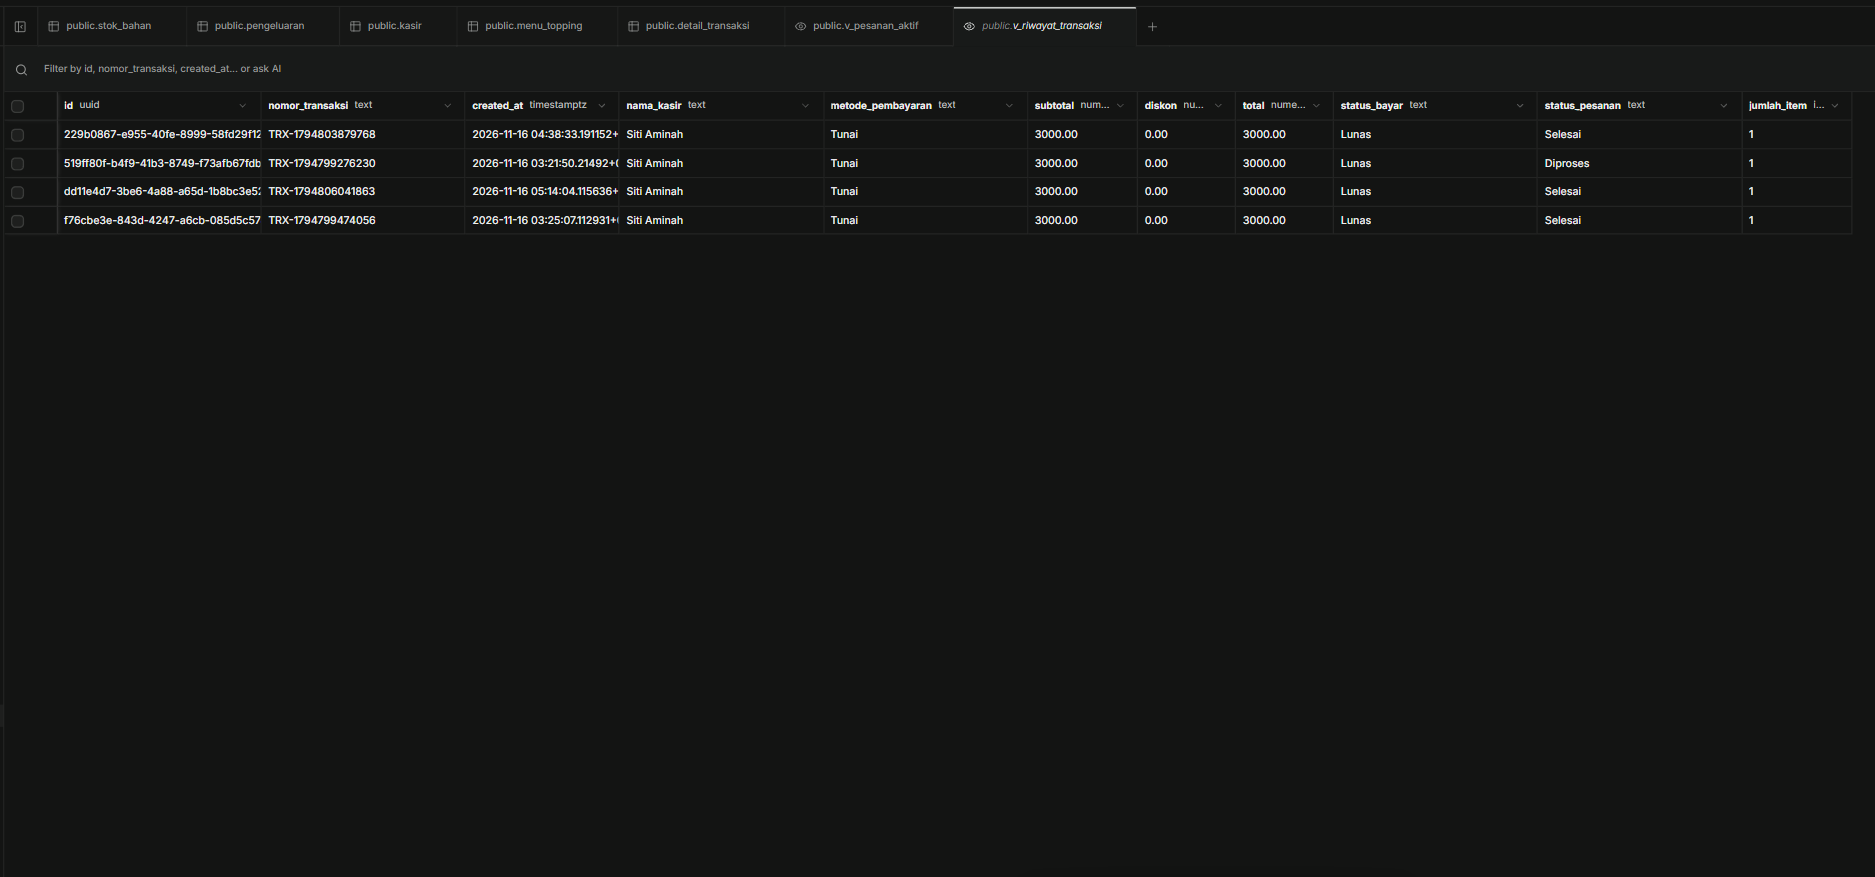 public.stok_bahan public.pengeluaran public.kasir public.menu_topping public.detail_transaksi public.v_pesanan_aktif public.v_riwayat_transaksi
Filter by id, nomor_transaksi, created_at... or ask AI
id uuid nomor_transaksi text created_at timestamptz nama_kasir text metode_pembayaran text subtotal num... diskon nu... total nume... status_bayar text status_pesanan text jumlah_item i...
229b0867-e955-40fe-8999-58fd29f12 TRX-1794803879768 2026-11-16 04:38:33.191152+ Siti Aminah Tunai 3000.00 0.00 3000.00 Lunas Selesai 1
519ff80f-b4f9-41b3-8749-f73afb67fdb TRX-1794799276230 2026-11-16 03:21:50.21492+0 Siti Aminah Tunai 3000.00 0.00 3000.00 Lunas Diproses 1
dd11e4d7-3be6-4a88-a65d-1b8bc3e52 TRX-1794806041863 2026-11-16 05:14:04.115636+ Siti Aminah Tunai 3000.00 0.00 3000.00 Lunas Selesai 1
f76cbe3e-843d-4247-a6cb-085d5c57 TRX-1794799474056 2026-11-16 03:25:07.112931+ Siti Aminah Tunai 3000.00 0.00 3000.00 Lunas Selesai 1